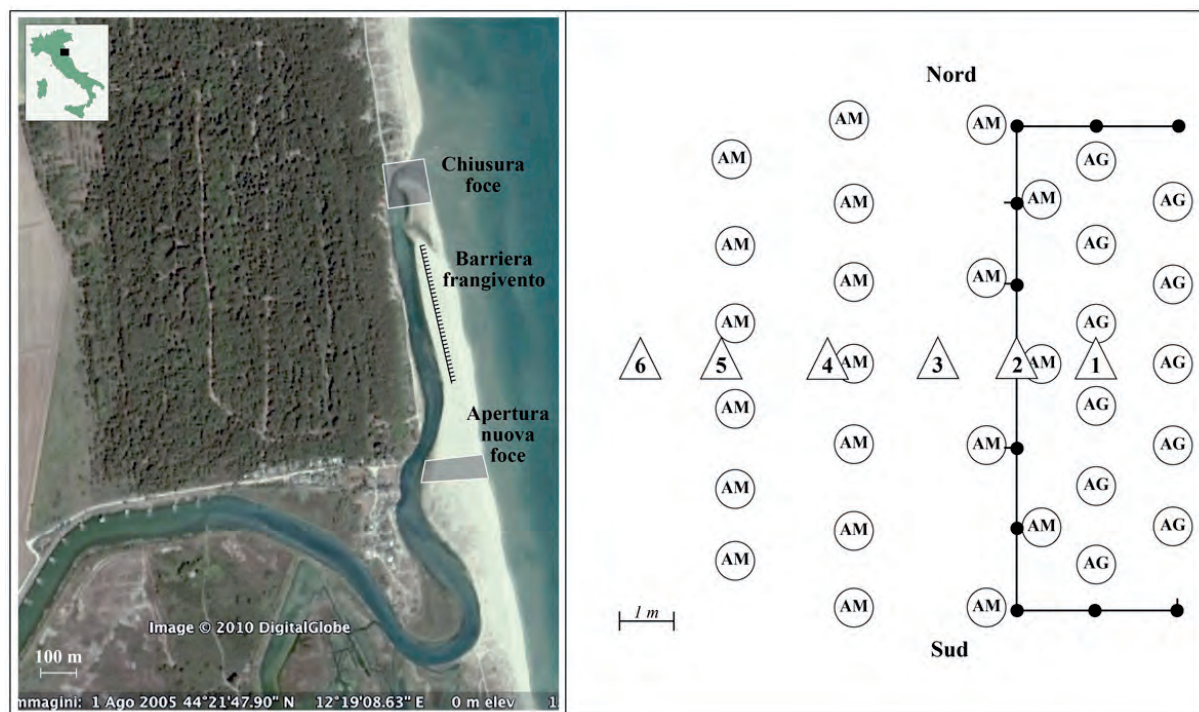 Chiusura
foce
Barriera
frangivento
Apertura
nuova
foce
Image © 2010 DigitalGlobe
100 m
mmagini: 1 Ago 2005 44°21'47.90" N 12°19'08.63" E 0 m elev 1
Nord
AM
AM
AM
AG
AM
AM
AM
AG
AM
AG
AM
AM
AG
AM
AG
6
5
4
AM
3
2
AM
1
AG
AM
AG
AM
AM
AG
AM
AG
AM
AM
AG
AM
AG
AM
AM
1 m
Sud